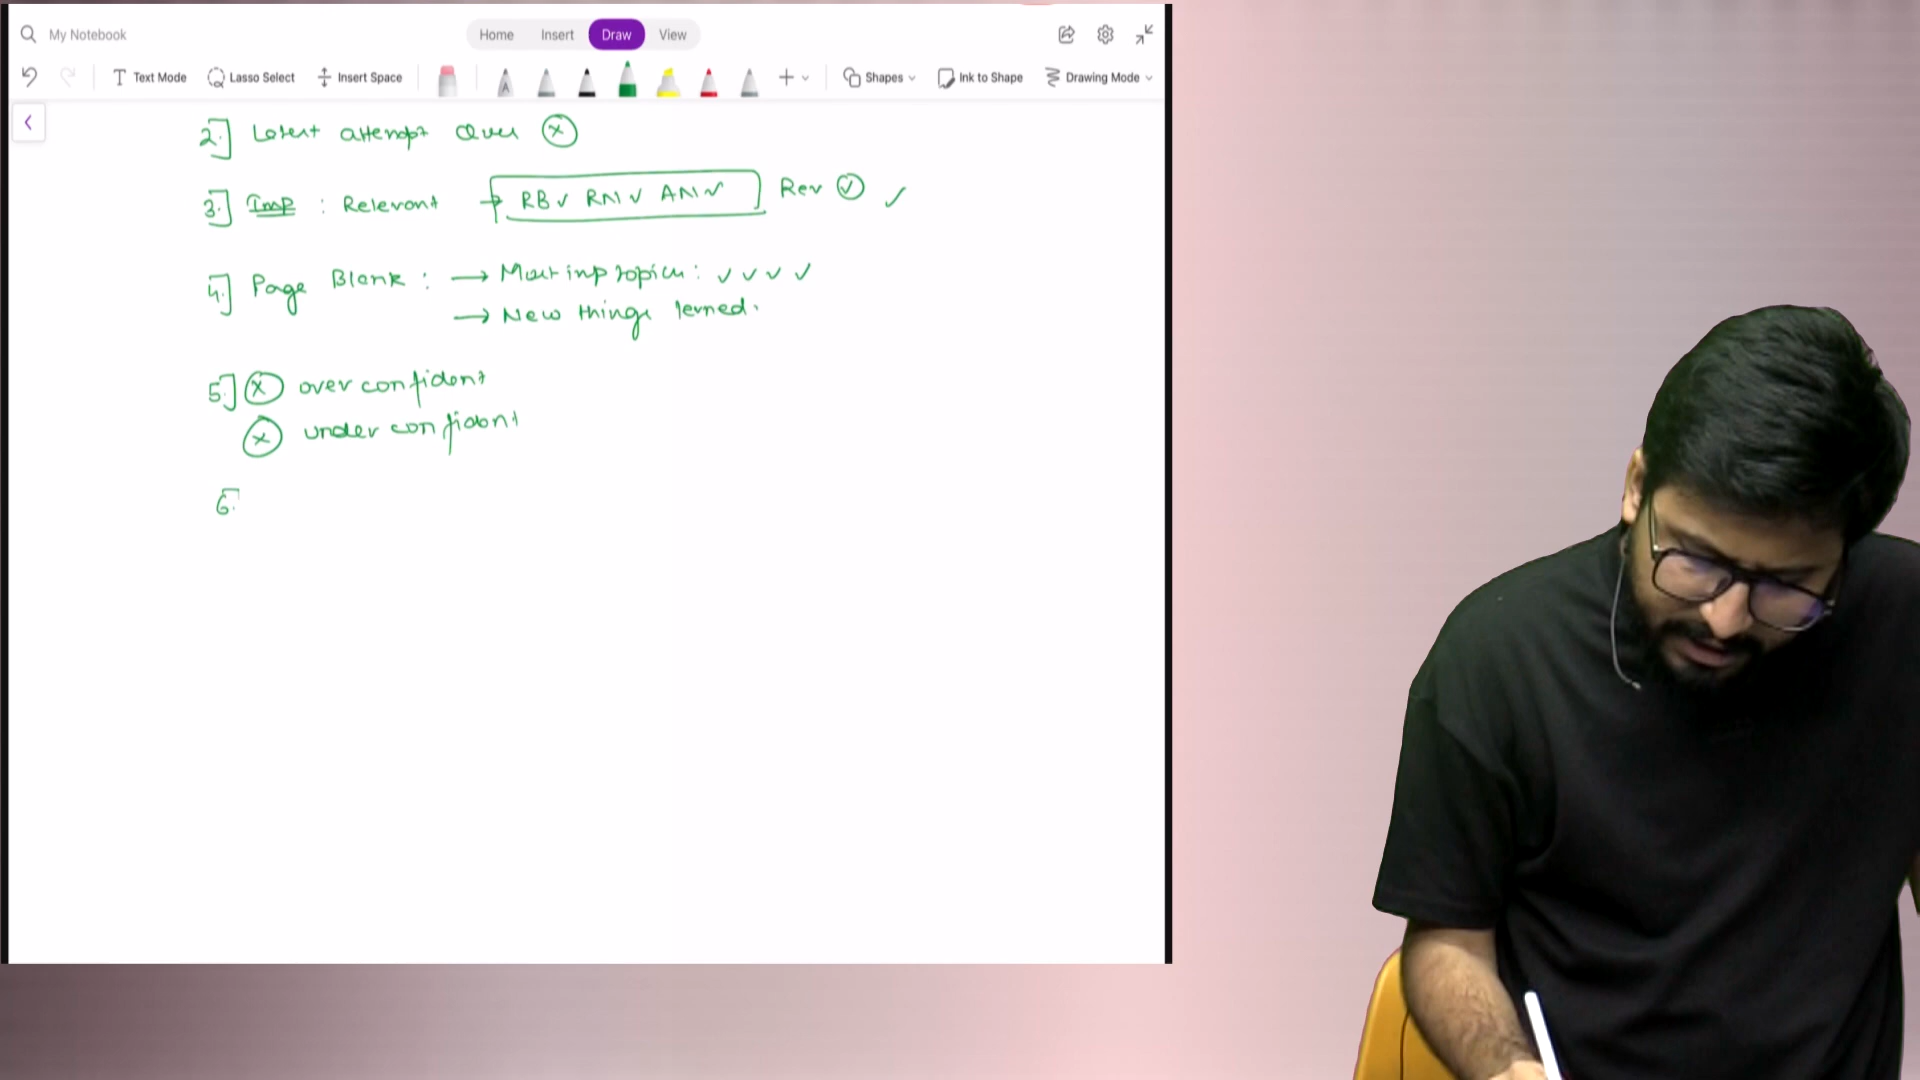 My Notebook
Home Insert Draw View
Text Mode Lasso Select Insert Space Shapes Ink to Shape Drawing Mode
2.] Latest attempt Over
3.] Imp : Relevant → RB✓ RM✓ AM✓ Rev ✓ ✓
4.] Page Blank : → Most imp topics : ✓ ✓ ✓ ✓
→ New things lerned.
5.] ⓧ over confident
ⓧ under confident
6.